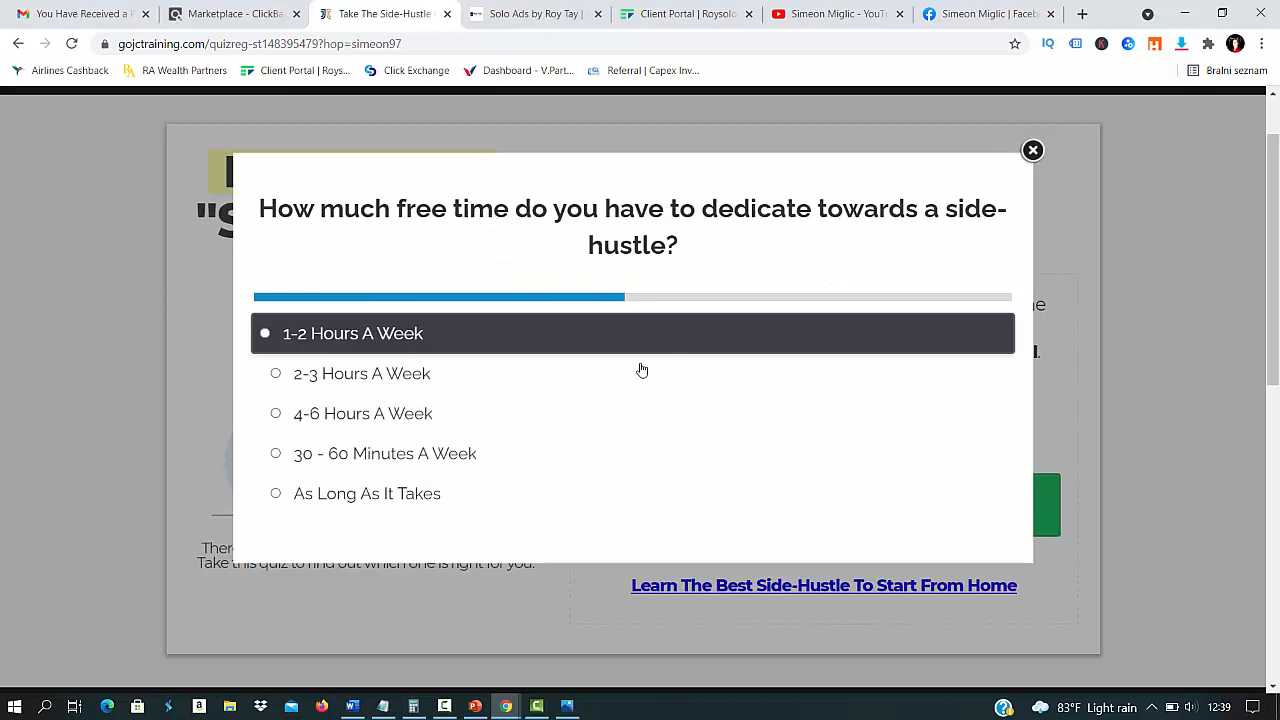 You Have Received a P
Marketplace - ClickBa
Take The Side-Hustle
Solo Ads by Roy Tay |
Client Portal | Roysolo
Simeon Miglic - YouT
Simeon Miglic | Faceb
gojctraining.com/quizreg-st148395479?hop=simeon97
Airlines Cashback
RA Wealth Partners
Client Portal | Roys...
Click Exchange
Dashboard - V.Part...
Referral | Capex Inv...
Bralni seznam
How much free time do you have to dedicate towards a side-
hustle?
1-2 Hours A Week
2-3 Hours A Week
4-6 Hours A Week
30 - 60 Minutes A Week
As Long As It Takes
Take this quiz to find out which one is right for you.
Learn The Best Side-Hustle To Start From Home
83°F Light rain
12:39